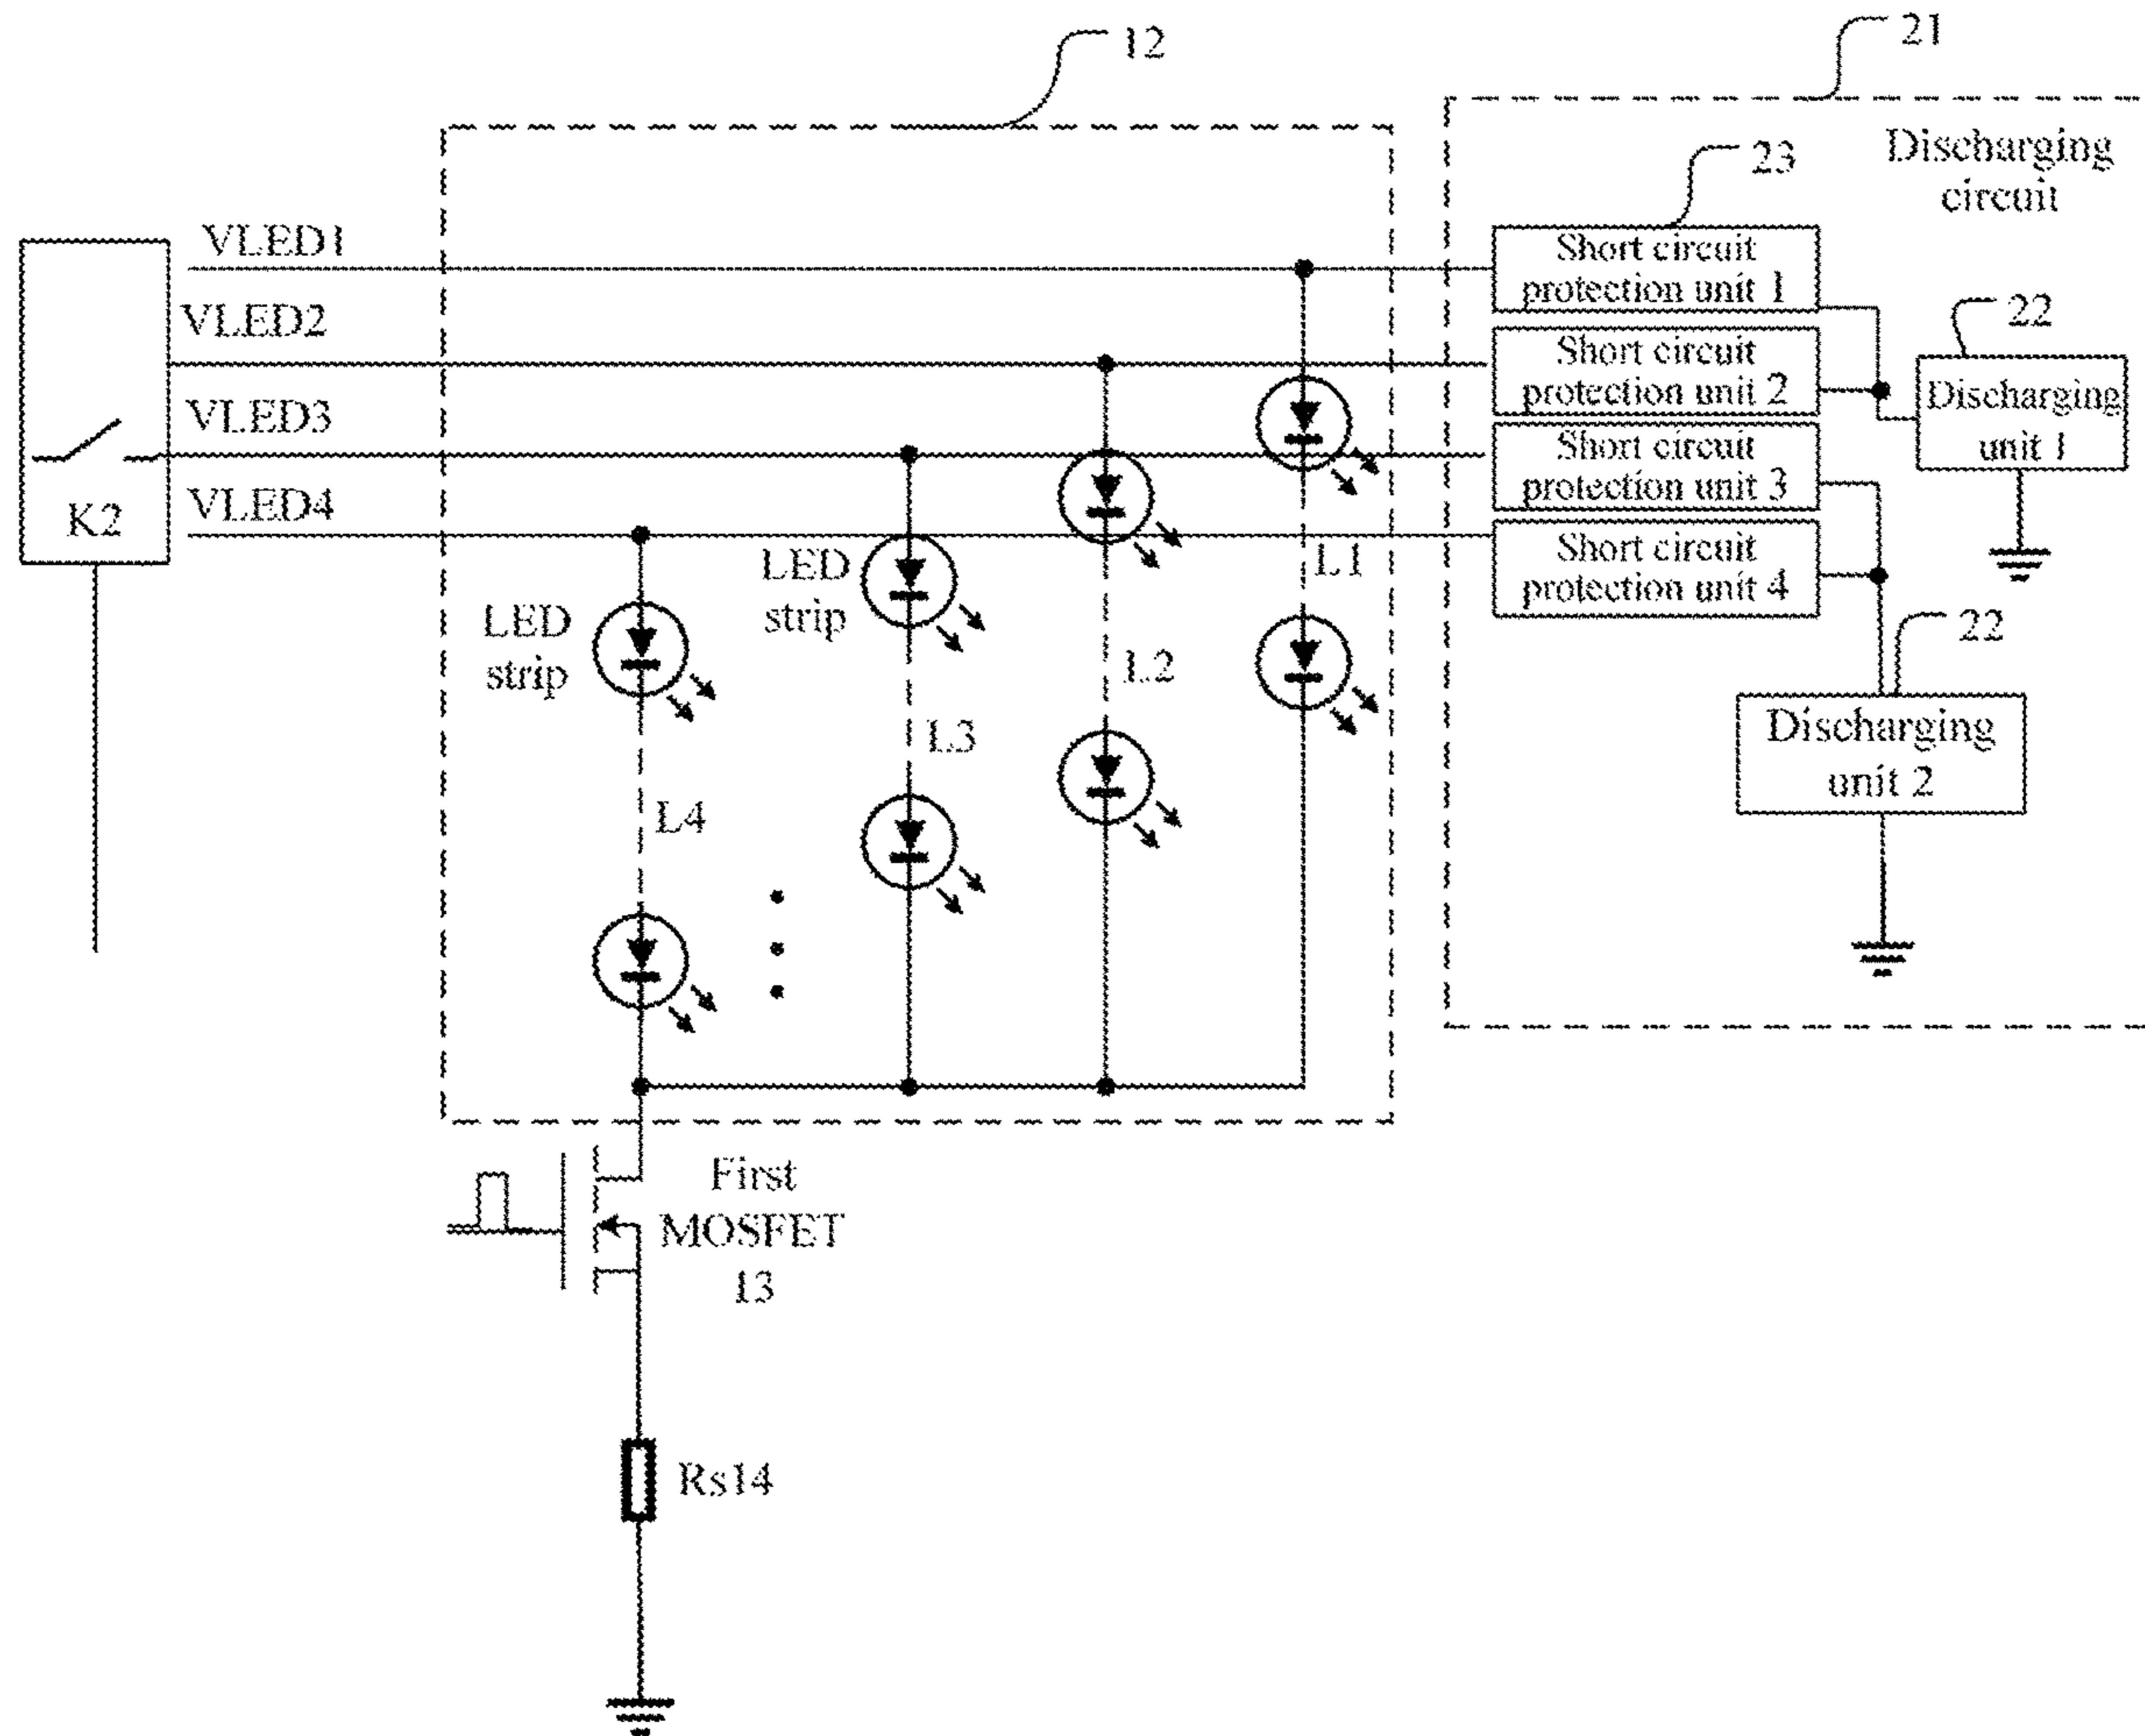 12
21
Discharging
circuit
23
VLED1
Short circuit
protection unit 1
22
VLED2
Short circuit
protection unit 2
Discharging
unit 1
VLED3
Short circuit
protection unit 3
VLED4
K2
Short circuit
protection unit 4
LED
strip
LED
strip
L1
L2
L3
L4
22
Discharging
unit 2
First
MOSFET
13
Rs14